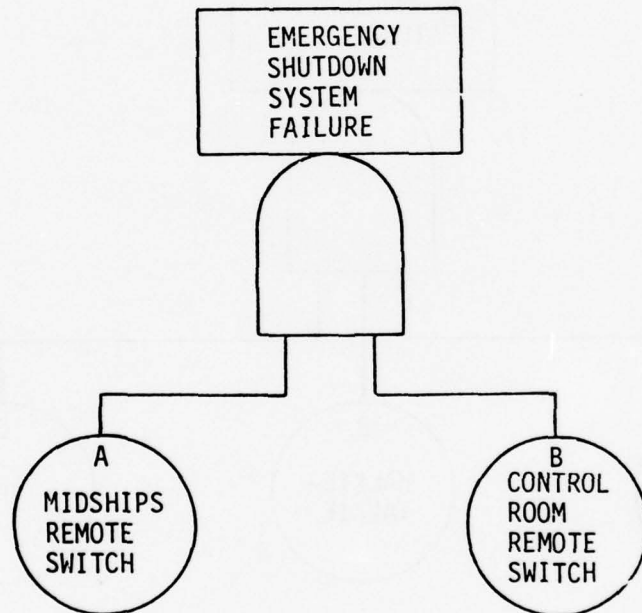 EMERGENCY
SHUTDOWN
SYSTEM
FAILURE
A
MIDSHIPS
REMOTE
SWITCH
B
CONTROL
ROOM
REMOTE
SWITCH